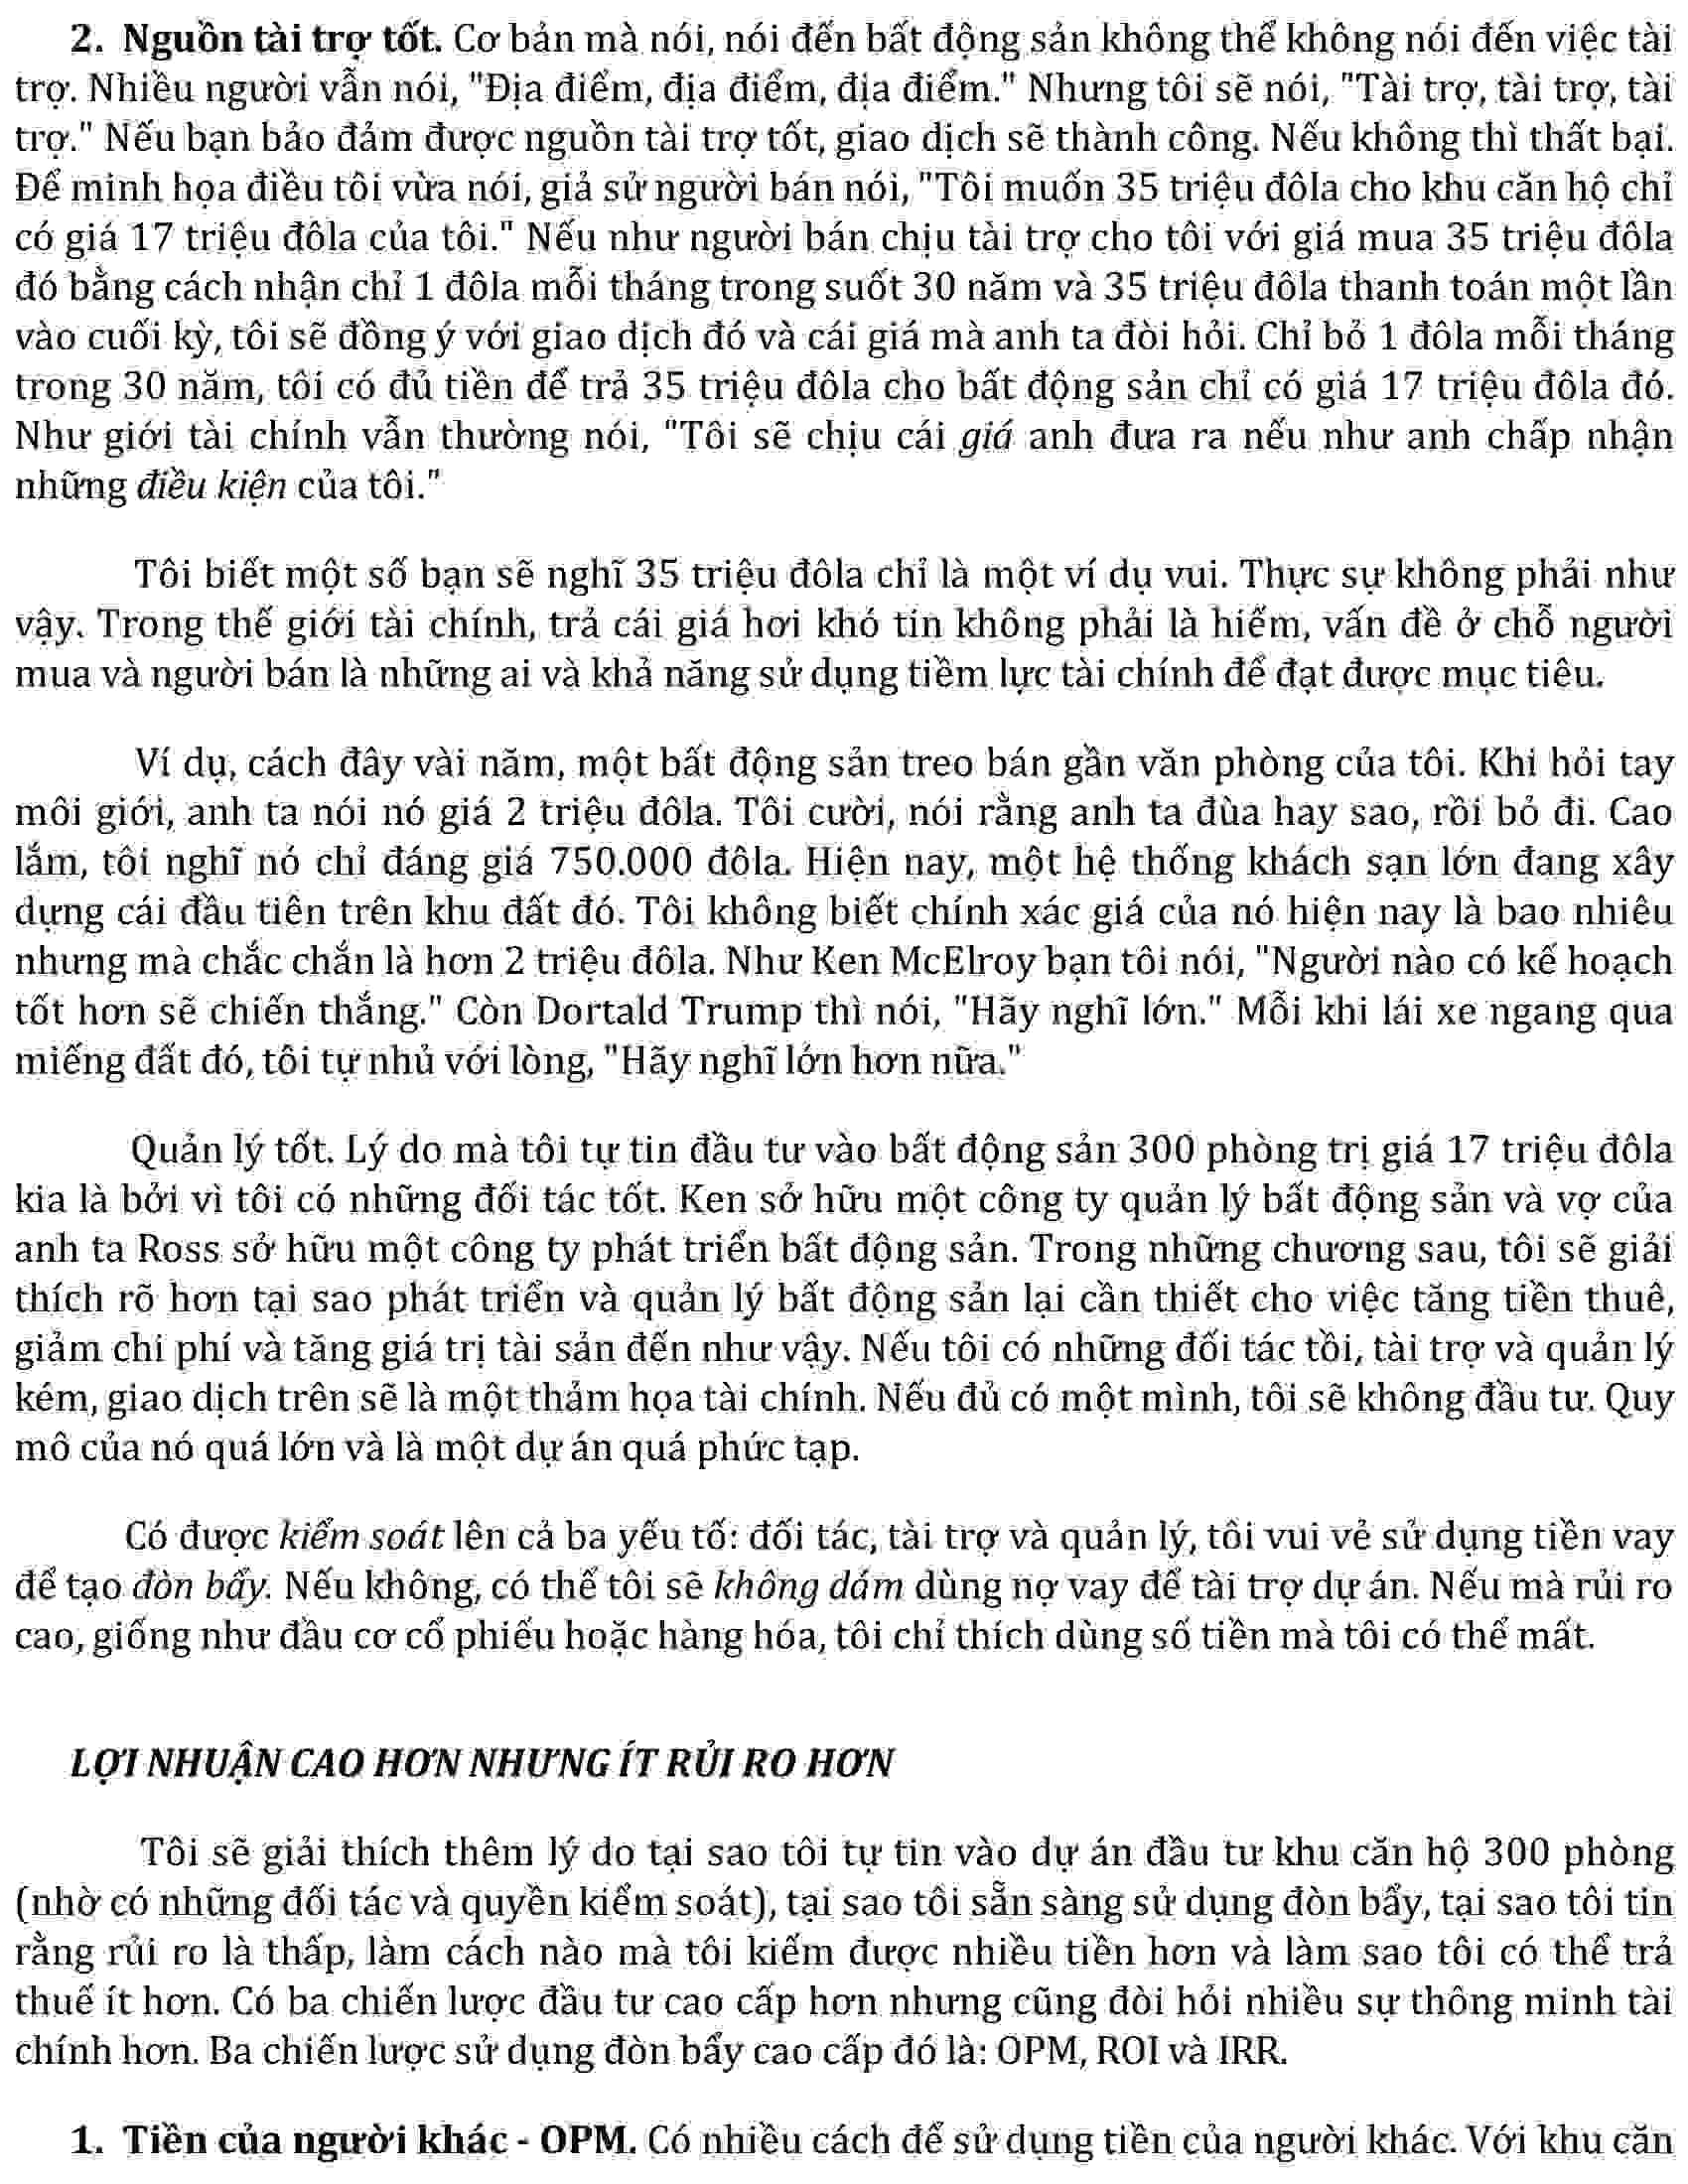 2. Nguồn tài trợ tốt. Cơ bản mà nói, nói đến bất động sản không thể không nói đến việc tài
trợ. Nhiều người vẫn nói, "Địa điểm, địa điểm, địa điểm." Nhưng tôi sẽ nói, "Tài trợ, tài trợ, tài
trợ." Nếu bạn bảo đảm được nguồn tài trợ tốt, giao dịch sẽ thành công. Nếu không thì thất bại.
Để minh họa điều tôi vừa nói, giả sử người bán nói, "Tôi muốn 35 triệu đôla cho khu căn hộ chỉ
có giá 17 triệu đôla của tôi." Nếu như người bán chịu tài trợ cho tôi với giá mua 35 triệu đôla
đó bằng cách nhận chỉ 1 đôla mỗi tháng trong suốt 30 năm và 35 triệu đôla thanh toán một lần
vào cuối kỳ, tôi sẽ đồng ý với giao dịch đó và cái giá mà anh ta đòi hỏi. Chỉ bỏ 1 đôla mỗi tháng
trong 30 năm, tôi có đủ tiền để trả 35 triệu đôla cho bất động sản chỉ có giá 17 triệu đôla đó.
Như giới tài chính vẫn thường nói, "Tôi sẽ chịu cái giá anh đưa ra nếu như anh chấp nhận
những điều kiện của tôi."
Tôi biết một số bạn sẽ nghĩ 35 triệu đôla chỉ là một ví dụ vui. Thực sự không phải như
vậy. Trong thế giới tài chính, trả cái giá hơi khó tin không phải là hiếm, vấn đề ở chỗ người
mua và người bán là những ai và khả năng sử dụng tiềm lực tài chính để đạt được mục tiêu.
Ví dụ, cách đây vài năm, một bất động sản treo bán gần văn phòng của tôi. Khi hỏi tay
môi giới, anh ta nói nó giá 2 triệu đôla. Tôi cười, nói rằng anh ta đùa hay sao, rồi bỏ đi. Cao
lắm, tôi nghĩ nó chỉ đáng giá 750.000 đôla. Hiện nay, một hệ thống khách sạn lớn đang xây
dựng cái đầu tiên trên khu đất đó. Tôi không biết chính xác giá của nó hiện nay là bao nhiêu
nhưng mà chắc chắn là hơn 2 triệu đôla. Như Ken McElroy bạn tôi nói, "Người nào có kế hoạch
tốt hơn sẽ chiến thắng." Còn Dortald Trump thì nói, "Hãy nghĩ lớn." Mỗi khi lái xe ngang qua
miếng đất đó, tôi tự nhủ với lòng, "Hãy nghĩ lớn hơn nữa."
Quản lý tốt. Lý do mà tôi tự tin đầu tư vào bất động sản 300 phòng trị giá 17 triệu đôla
kia là bởi vì tôi có những đối tác tốt. Ken sở hữu một công ty quản lý bất động sản và vợ của
anh ta Ross sở hữu một công ty phát triển bất động sản. Trong những chương sau, tôi sẽ giải
thích rõ hơn tại sao phát triển và quản lý bất động sản lại cần thiết cho việc tăng tiền thuê,
giảm chi phí và tăng giá trị tài sản đến như vậy. Nếu tôi có những đối tác tồi, tài trợ và quản lý
kém, giao dịch trên sẽ là một thảm họa tài chính. Nếu đủ có một mình, tôi sẽ không đầu tư. Quy
mô của nó quá lớn và là một dự án quá phức tạp.
Có được kiểm soát lên cả ba yếu tố: đối tác, tài trợ và quản lý, tôi vui vẻ sử dụng tiền vay
để tạo đòn bẩy. Nếu không, có thể tôi sẽ không dám dùng nợ vay để tài trợ dự án. Nếu mà rủi ro
cao, giống như đầu cơ cổ phiếu hoặc hàng hóa, tôi chỉ thích dùng số tiền mà tôi có thể mất.
LỢI NHUẬN CAO HƠN NHƯNG ÍT RỦI RO HƠN
Tôi sẽ giải thích thêm lý do tại sao tôi tự tin vào dự án đầu tư khu căn hộ 300 phòng
(nhờ có những đối tác và quyền kiểm soát), tại sao tôi sẵn sàng sử dụng đòn bẩy, tại sao tôi tin
rằng rủi ro là thấp, làm cách nào mà tôi kiếm được nhiều tiền hơn và làm sao tôi có thể trả
thuế ít hơn. Có ba chiến lược đầu tư cao cấp hơn nhưng cũng đòi hỏi nhiều sự thông minh tài
chính hơn. Ba chiến lược sử dụng đòn bẩy cao cấp đó là: OPM, ROI và IRR.
1. Tiền của người khác - OPM. Có nhiều cách để sử dụng tiền của người khác. Với khu căn